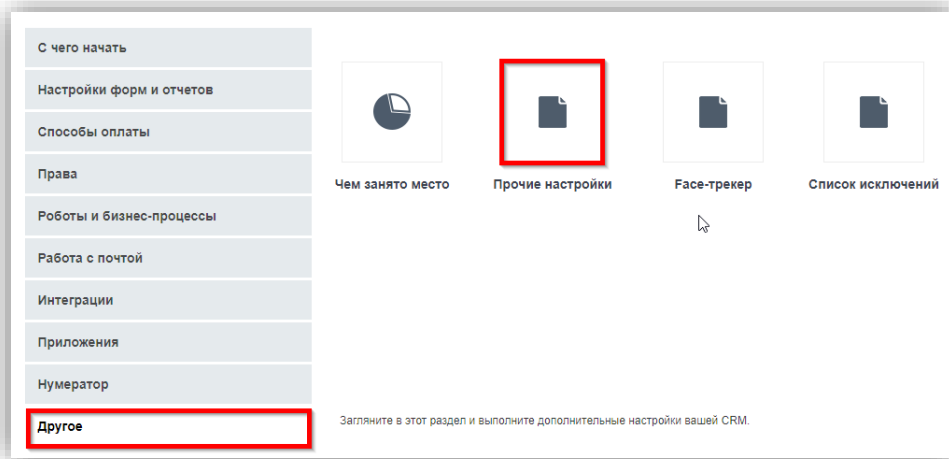 С чего начать
Настройки форм и отчетов
Способы оплаты
Права
Роботы и бизнес-процессы
Работа с почтой
Интеграции
Приложения
Нумератор
Другое
Чем занято место
Прочие настройки
Face-трекер
Список исключений
Загляните в этот раздел и выполните дополнительные настройки вашей CRM.